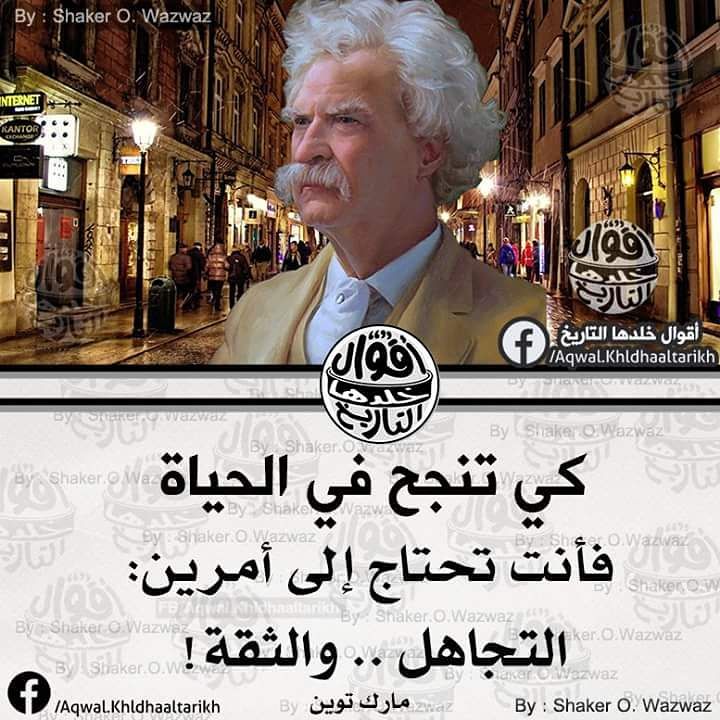 By : Shaker O. Wazwaz
INTERNET
KANTOR
EXCHANGE
أقوال
خلدها
التاريخ
أقوال خلدها التاريخ
/Aqwal.Khldhaaltarikh
أقوال
خلدها
التاريخ
كي تنجح في الحياة
فأنت تحتاج إلى أمرين:
التجاهل .. والثقة !
مارك توين
/Aqwal.Khldhaaltarikh
By : Shaker O. Wazwaz